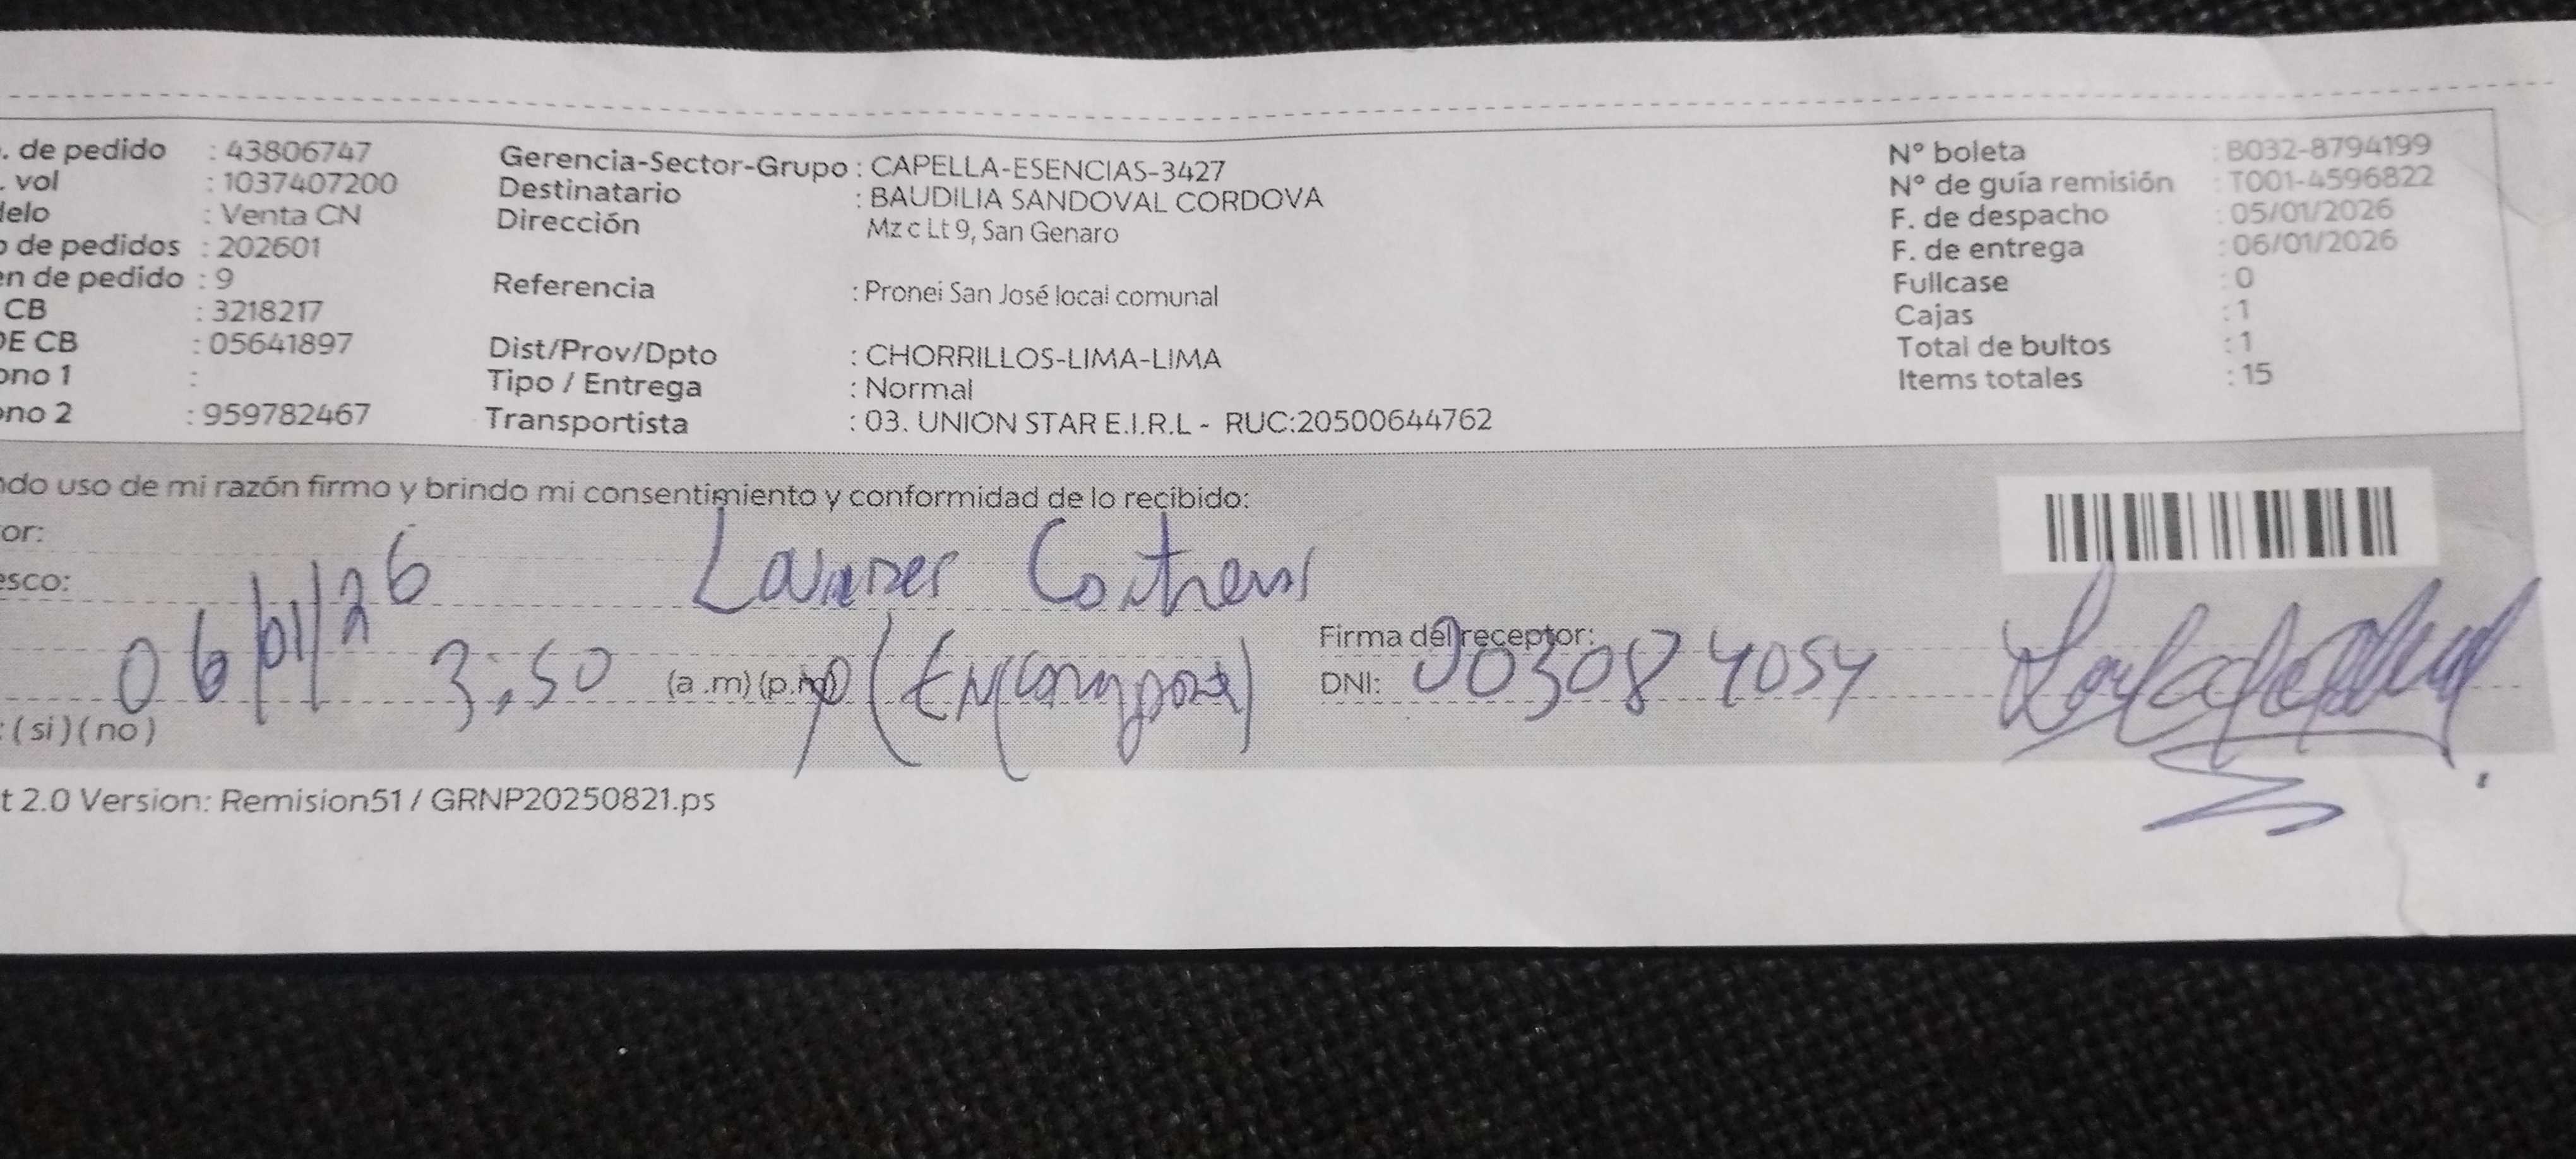 . de pedido : 43806747
. vol : 1037407200
delo : Venta CN
o de pedidos : 202601
en de pedido : 9
CB : 3218217
DE CB : 05641897
ono 1 :
ono 2 : 959782467
Gerencia-Sector-Grupo : CAPELLA-ESENCIAS-3427
Destinatario : BAUDILIA SANDOVAL CORDOVA
Dirección Mz c Lt 9, San Genaro
Referencia : Pronei San José local comunal
Dist/Prov/Dpto : CHORRILLOS-LIMA-LIMA
Tipo / Entrega : Normal
Transportista : 03. UNION STAR E.I.R.L - RUC:20500644762
N° boleta : B032-8794199
N° de guía remisión : T001-4596822
F. de despacho : 05/01/2026
F. de entrega : 06/01/2026
Fullcase : 0
Cajas : 1
Total de bultos : 1
Items totales : 15
ndo uso de mi razón firmo y brindo mi consentimiento y conformidad de lo recibido:
or:
esco:
06/01/26 3:50 (a .m) (p.m)
Firma del receptor:
DNI: 003084054
: ( si ) ( no )
t 2.0 Version: Remision51 / GRNP20250821.ps